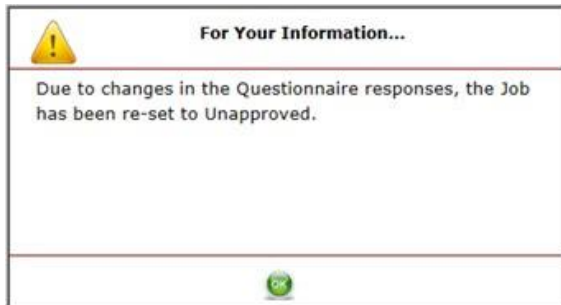 For Your Information...
Due to changes in the Questionnaire responses, the Job
has been re-set to Unapproved.
OK